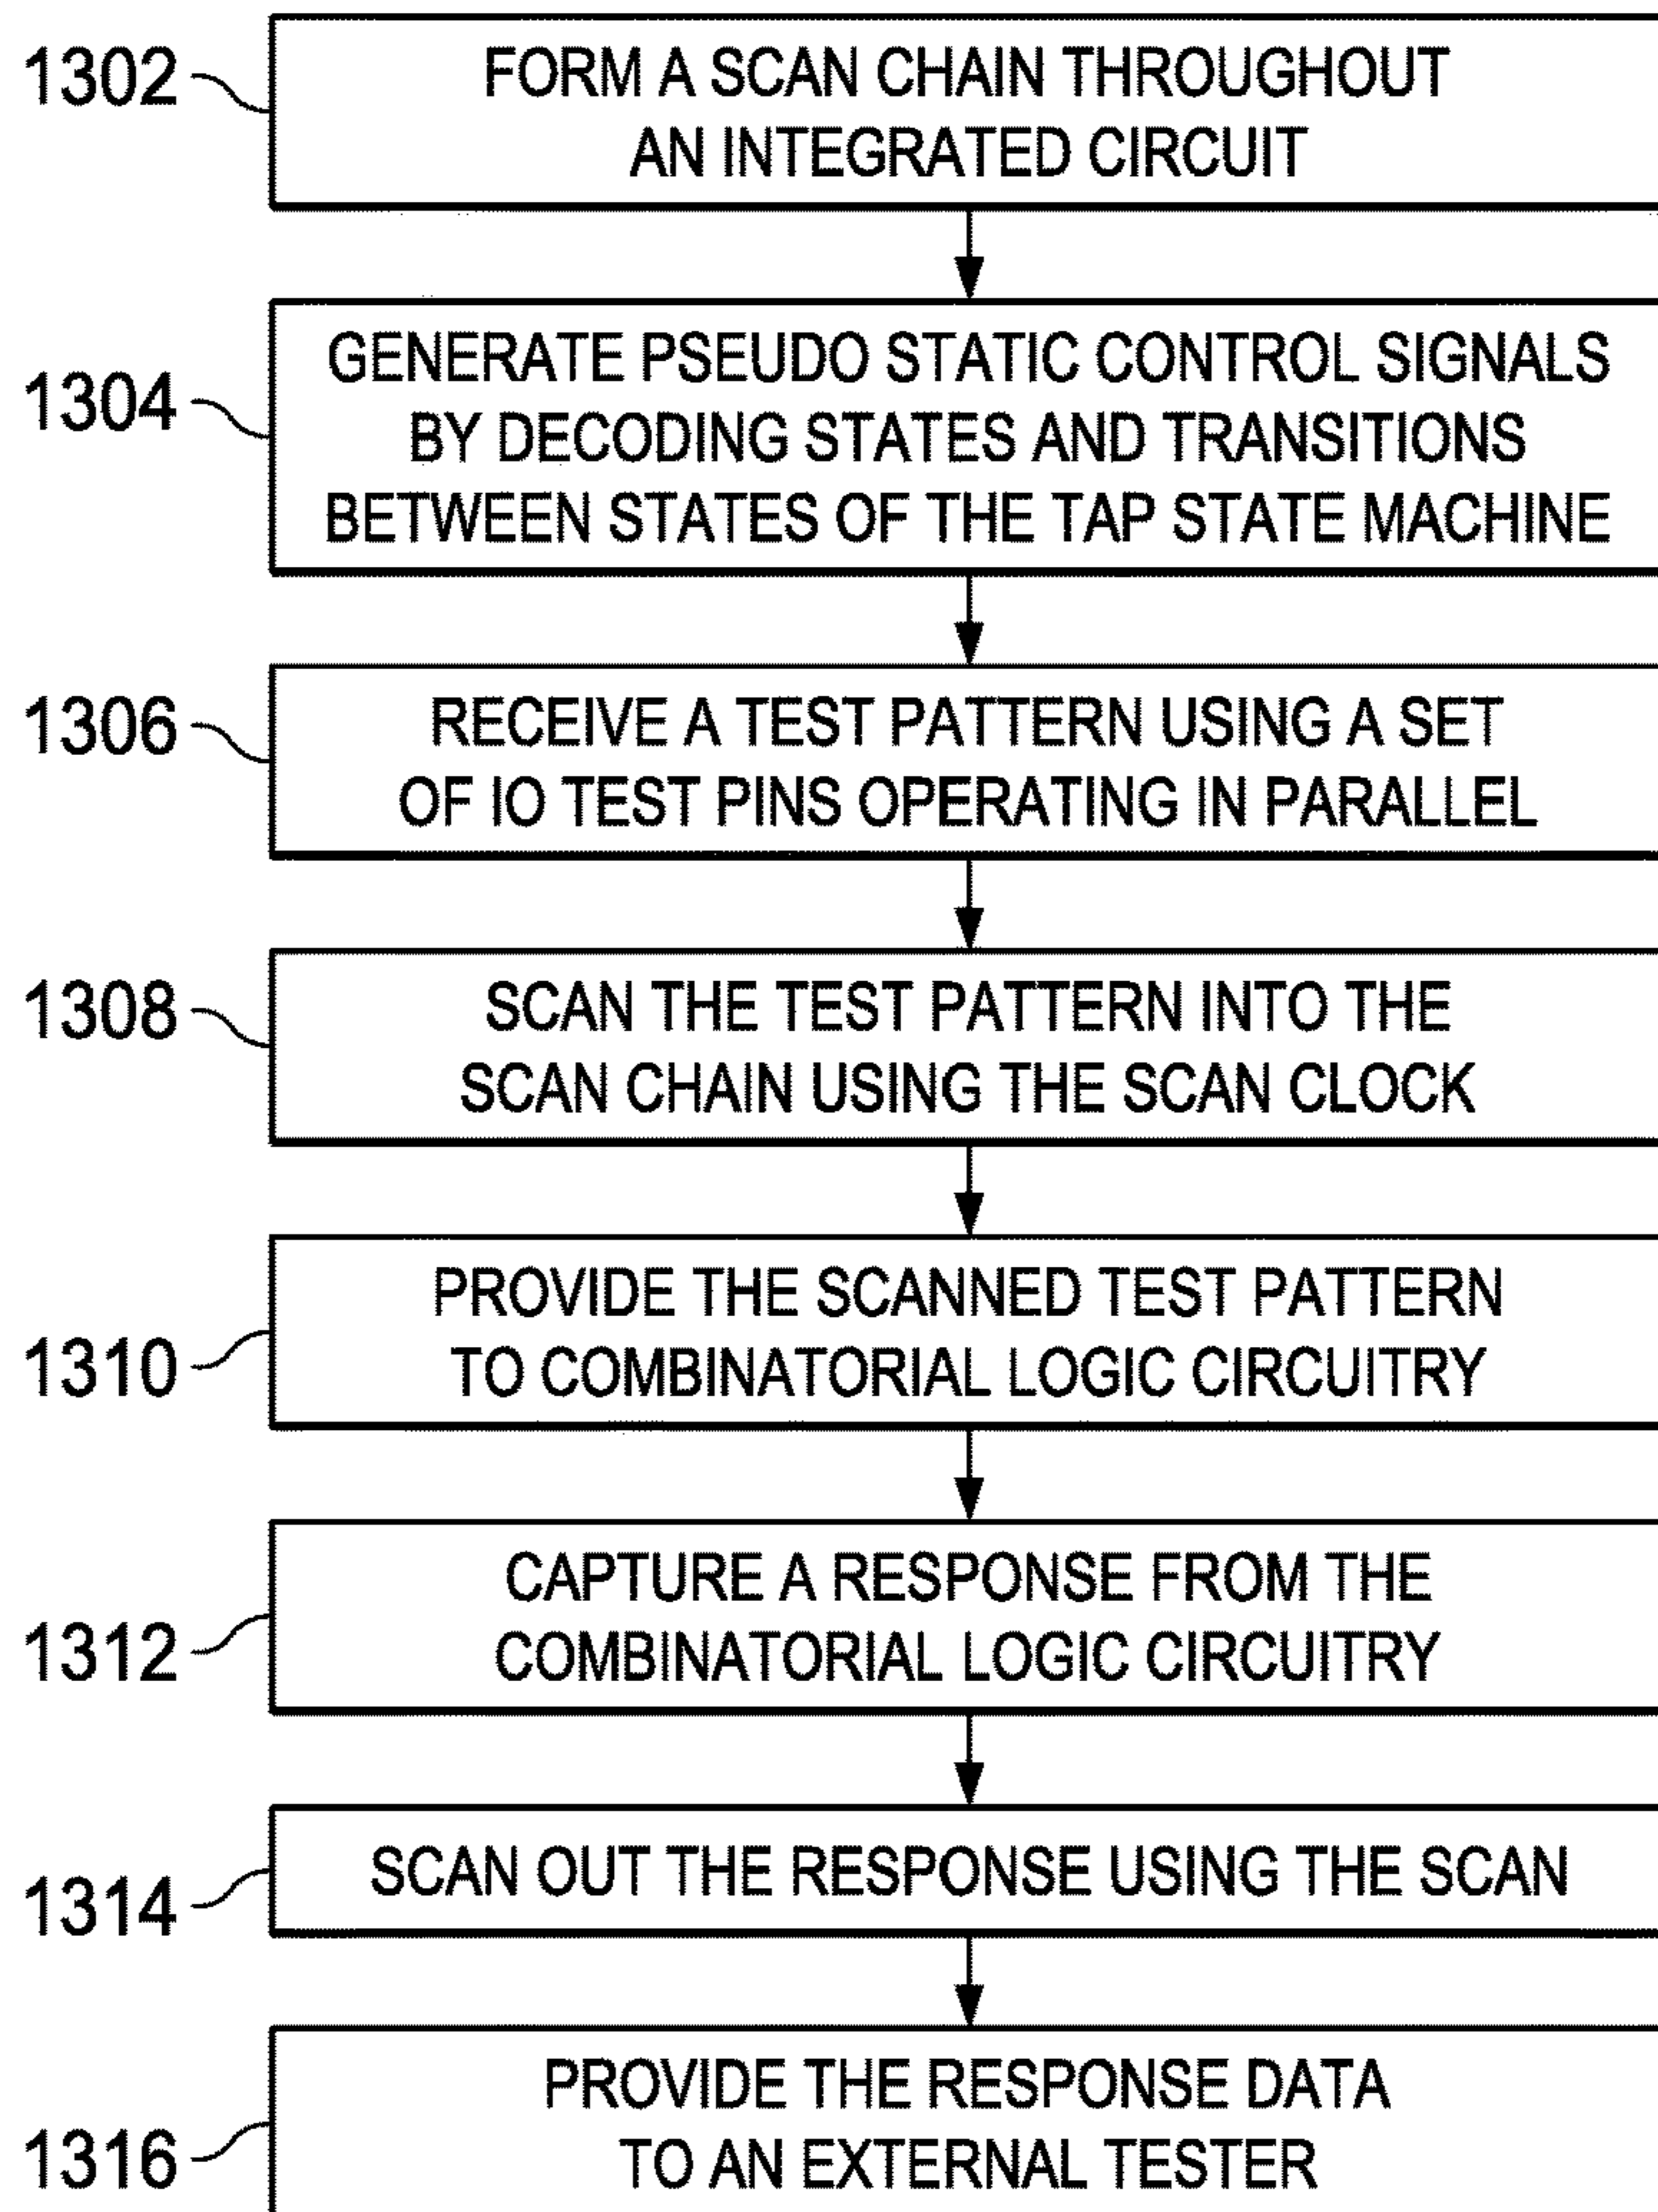 1302
FORM A SCAN CHAIN THROUGHOUT
AN INTEGRATED CIRCUIT
1304
GENERATE PSEUDO STATIC CONTROL SIGNALS
BY DECODING STATES AND TRANSITIONS
BETWEEN STATES OF THE TAP STATE MACHINE
1306
RECEIVE A TEST PATTERN USING A SET
OF IO TEST PINS OPERATING IN PARALLEL
1308
SCAN THE TEST PATTERN INTO THE
SCAN CHAIN USING THE SCAN CLOCK
1310
PROVIDE THE SCANNED TEST PATTERN
TO COMBINATORIAL LOGIC CIRCUITRY
1312
CAPTURE A RESPONSE FROM THE
COMBINATORIAL LOGIC CIRCUITRY
1314
SCAN OUT THE RESPONSE USING THE SCAN
1316
PROVIDE THE RESPONSE DATA
TO AN EXTERNAL TESTER